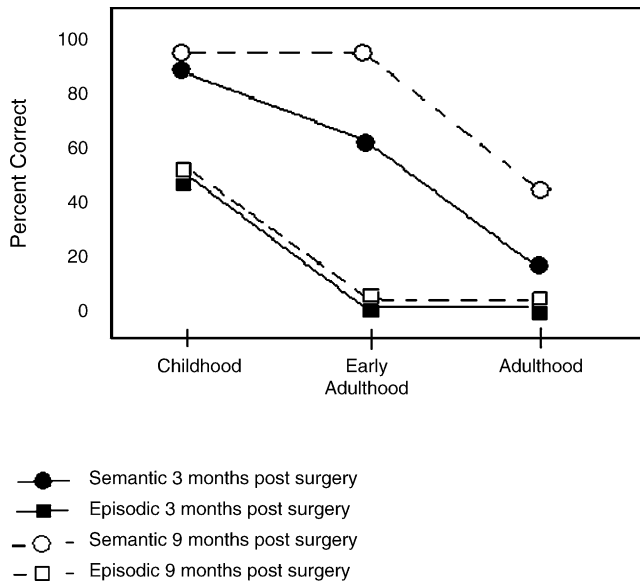 Percent Correct
100
80
60
40
20
0
Childhood
Early
Adulthood
Adulthood
Semantic 3 months post surgery
Episodic 3 months post surgery
Semantic 9 months post surgery
Episodic 9 months post surgery